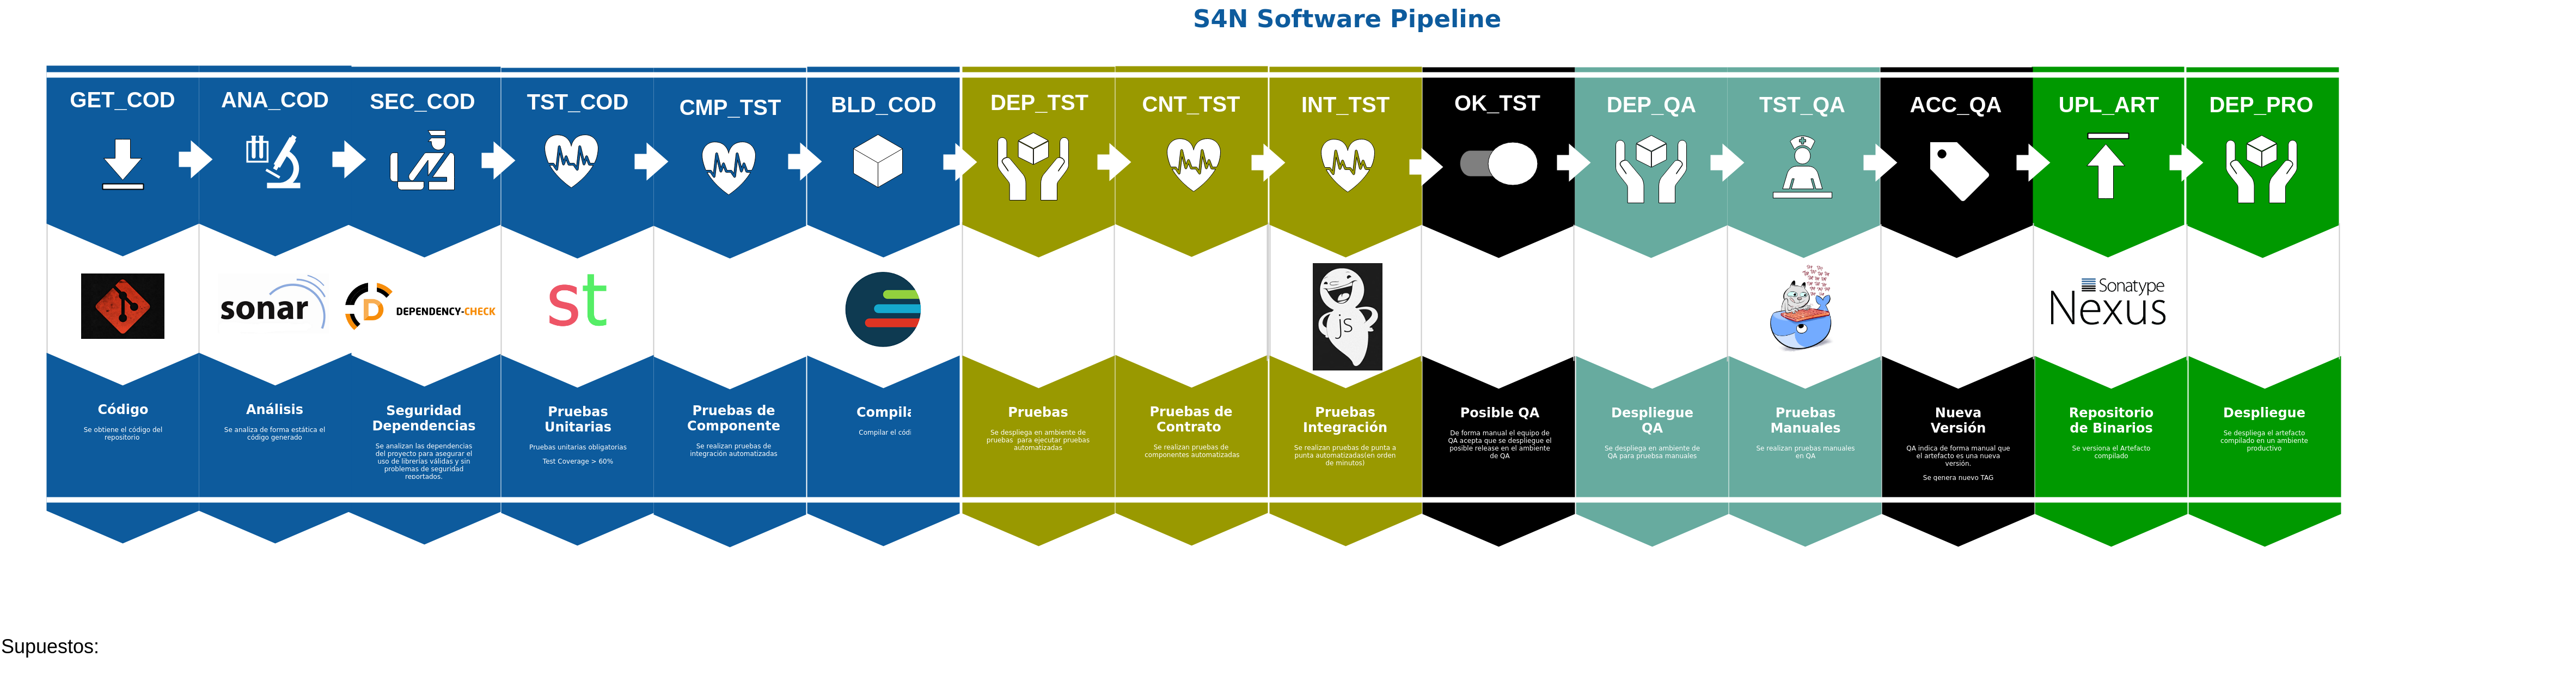 S4N Software Pipeline
GET_COD
ANA_COD
SEC_COD
TST_COD
CMP_TST
BLD_COD
DEP_TST
CNT_TST
INT_TST
OK_TST
DEP_QA
TST_QA
ACC_QA
UPL_ART
DEP_PRO
sonar
D
DEPENDENCY-CHECK
st
js
Sonatype
Nexus
Código
Se obtiene el código del
repositorio
Análisis
Se analiza de forma estática el
código generado
Seguridad
Dependencias
Se analizan las dependencias
del proyecto para asegurar el
uso de librerías válidas y sin
problemas de seguridad
reportados.
Pruebas
Unitarias
Pruebas unitarias obligatorias
Test Coverage > 60%
Pruebas de
Componente
Se realizan pruebas de
integración automatizadas
Compila
Compilar el códi
Pruebas
Se despliega en ambiente de
pruebas para ejecutar pruebas
automatizadas
Pruebas de
Contrato
Se realizan pruebas de
componentes automatizadas
Pruebas
Integración
Se realizan pruebas de punta a
punta automatizadas(en orden
de minutos)
Posible QA
De forma manual el equipo de
QA acepta que se despliegue el
posible release en el ambiente
de QA
Despliegue
QA
Se despliega en ambiente de
QA para pruebsa manuales
Pruebas
Manuales
Se realizan pruebas manuales
en QA
Nueva
Versión
QA indica de forma manual que
el artefacto es una nueva
versión.
Se genera nuevo TAG
Repositorio
de Binarios
Se versiona el Artefacto
compilado
Despliegue
Se despliega el artefacto
compilado en un ambiente
productivo
Supuestos: